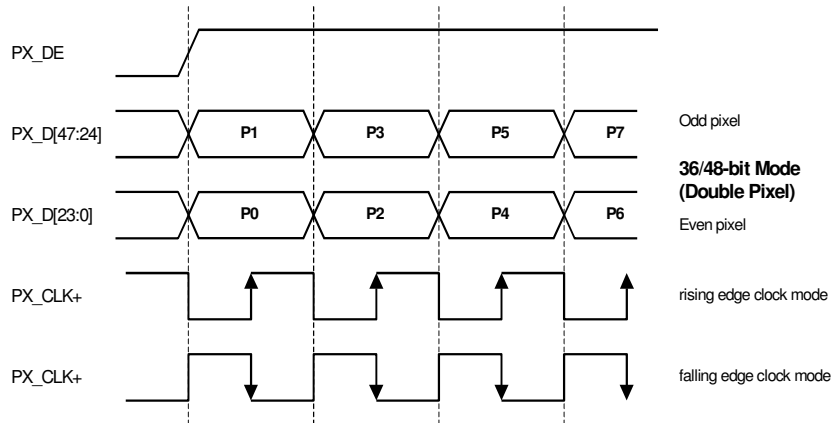 PX_DE
PX_D[47:24] P1 P3 P5 P7 Odd pixel
36/48-bit Mode
(Double Pixel)
PX_D[23:0] P0 P2 P4 P6 Even pixel
PX_CLK+ rising edge clock mode
PX_CLK+ falling edge clock mode